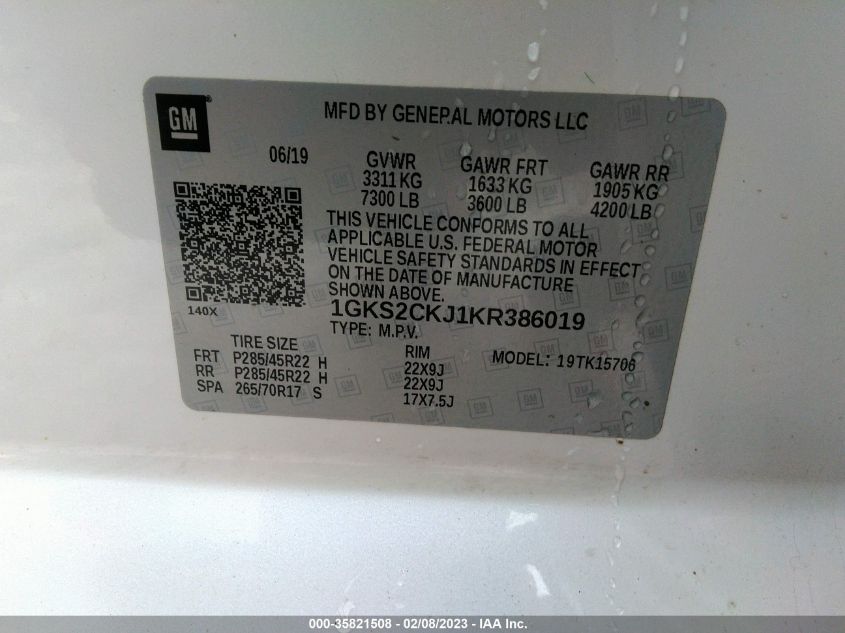 GM
MFD BY GENERAL MOTORS LLC
06/19
GVWR
3311 KG
7300 LB
GAWR FRT
1633 KG
3600 LB
GAWR RR
1905 KG
4200 LB
THIS VEHICLE CONFORMS TO ALL
APPLICABLE U.S. FEDERAL MOTOR
VEHICLE SAFETY STANDARDS IN EFFECT
ON THE DATE OF MANUFACTURE
SHOWN ABOVE.
140X
1GKS2CKJ1KR386019
TYPE: M.P.V.
MODEL: 19TK15706
TIRE SIZE RIM
FRT P285/45R22 H 22X9J
RR P285/45R22 H 22X9J
SPA 265/70R17 S 17X7.5J
000-35821508 - 02/08/2023 - IAA Inc.